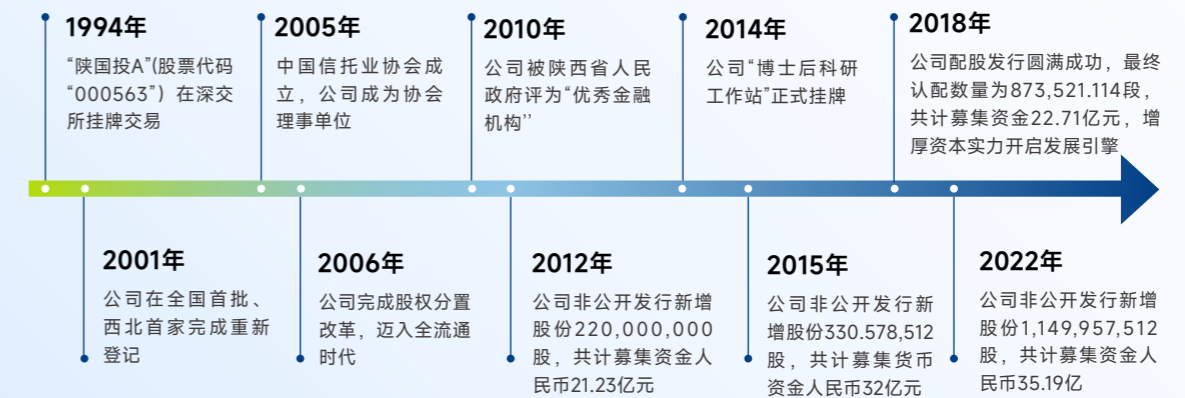 1994年
“陕国投A”(股票代码
“000563”）在深交
所挂牌交易
2005年
中国信托业协会成
立，公司成为协会
理事单位
2010年
公司被陕西省人民
政府评为“优秀金融
机构’’
2014年
公司“博士后科研
工作站”正式挂牌
2018年
公司配股发行圆满成功，最终
认配数量为873,521.114段，
共计募集资金22.71亿元，增
厚资本实力开启发展引擎
2001年
公司在全国首批、
西北首家完成重新
登记
2006年
公司完成股权分置
改革，迈入全流通
时代
2012年
公司非公开发行新增
股份220,000,000
股，共计募集资金人
民币21.23亿元
2015年
公司非公开发行新
增股份330.578,512
股，共计募集货币
资金人民币32亿元
2022年
公司非公开发行新增
股份1,149,957,512
股，共计募集资金人
民币35.19亿